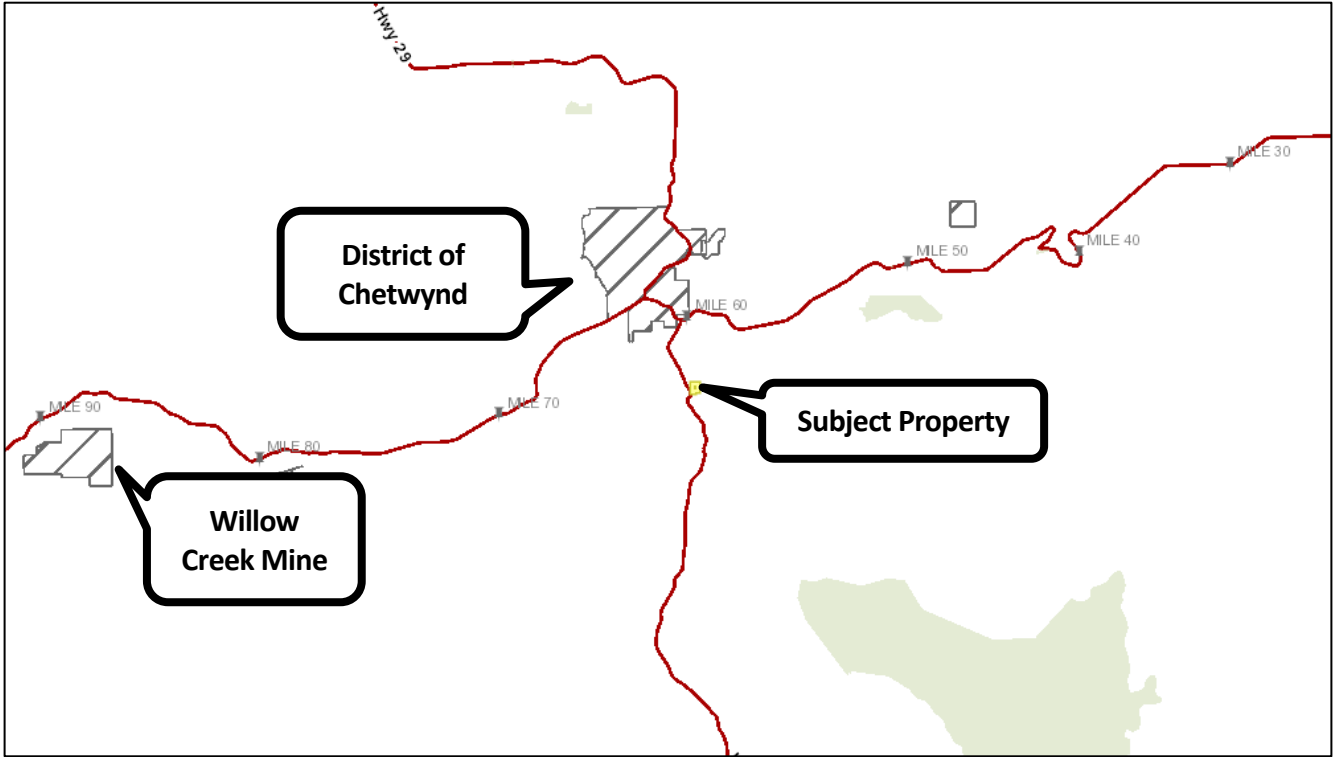 Hwy 29
MILE 30
District of
Chetwynd
MILE 40
MILE 50
MILE 60
MILE 90
MILE 70
Subject Property
MILE 80
Willow
Creek Mine